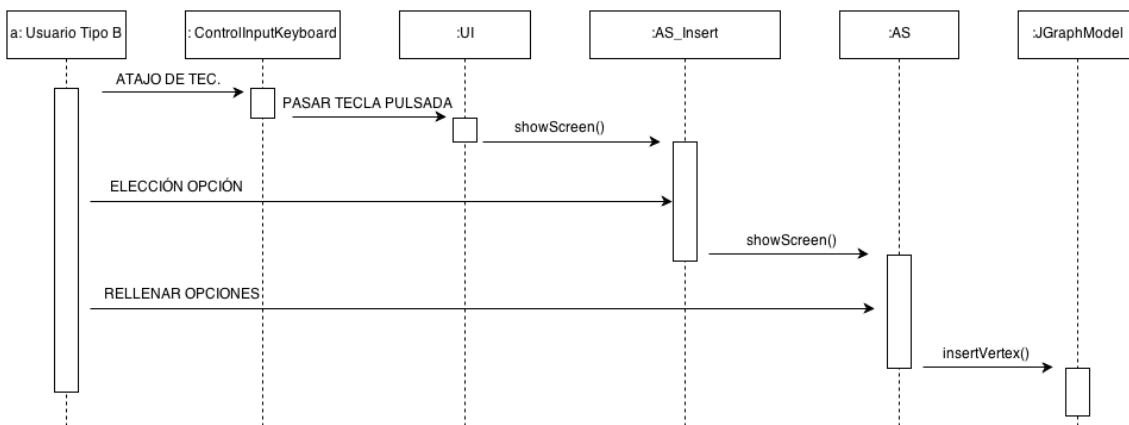 a: Usuario Tipo B
: ControlInputKeyboard
:UI
:AS_Insert
:AS
:JGraphModel
ATAJO DE TEC.
PASAR TECLA PULSADA
showScreen()
ELECCIÓN OPCIÓN
showScreen()
RELLENAR OPCIONES
insertVertex()